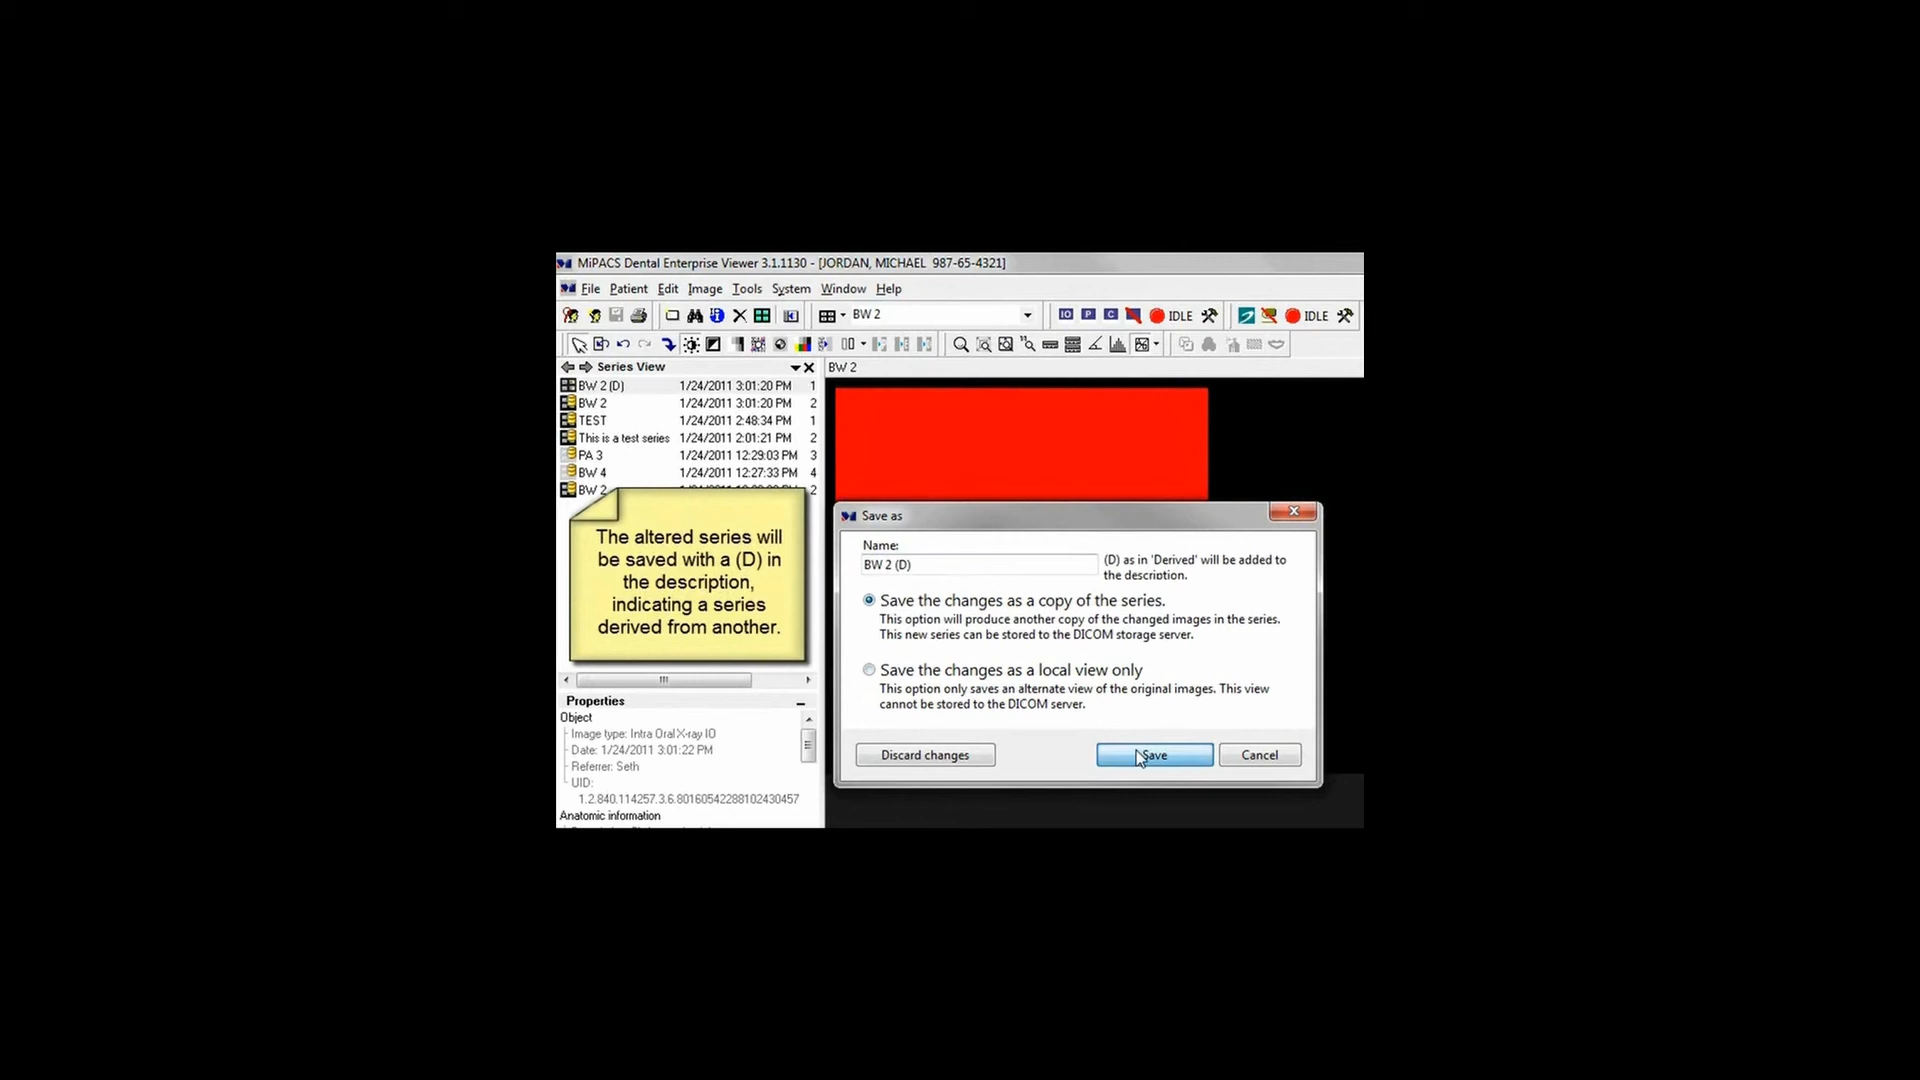 MiPACS Dental Enterprise Viewer 3.1.1130 - [JORDAN, MICHAEL 987-65-4321]
File Patient Edit Image Tools System Window Help
BW 2
IO P C IDLE IDLE
Series View
BW 2
BW 2 (D) 1/24/2011 3:01:20 PM 1
BW 2 1/24/2011 3:01:20 PM 2
TEST 1/24/2011 2:48:34 PM 1
This is a test series 1/24/2011 2:01:21 PM 2
PA 3 1/24/2011 12:29:03 PM 3
BW 4 1/24/2011 12:27:33 PM 4
BW 2 2
The altered series will
be saved with a (D) in
the description,
indicating a series
derived from another.
Properties
Object
Image type: Intra Oral X-ray IO
Date: 1/24/2011 3:01:22 PM
Referrer: Seth
UID:
1.2.840.114257.3.6.80160542288102430457
Anatomic information
Save as
Name:
BW 2 (D)
(D) as in 'Derived' will be added to
the description.
Save the changes as a copy of the series.
This option will produce another copy of the changed images in the series.
This new series can be stored to the DICOM storage server.
Save the changes as a local view only
This option only saves an alternate view of the original images. This view
cannot be stored to the DICOM server.
Discard changes Save Cancel